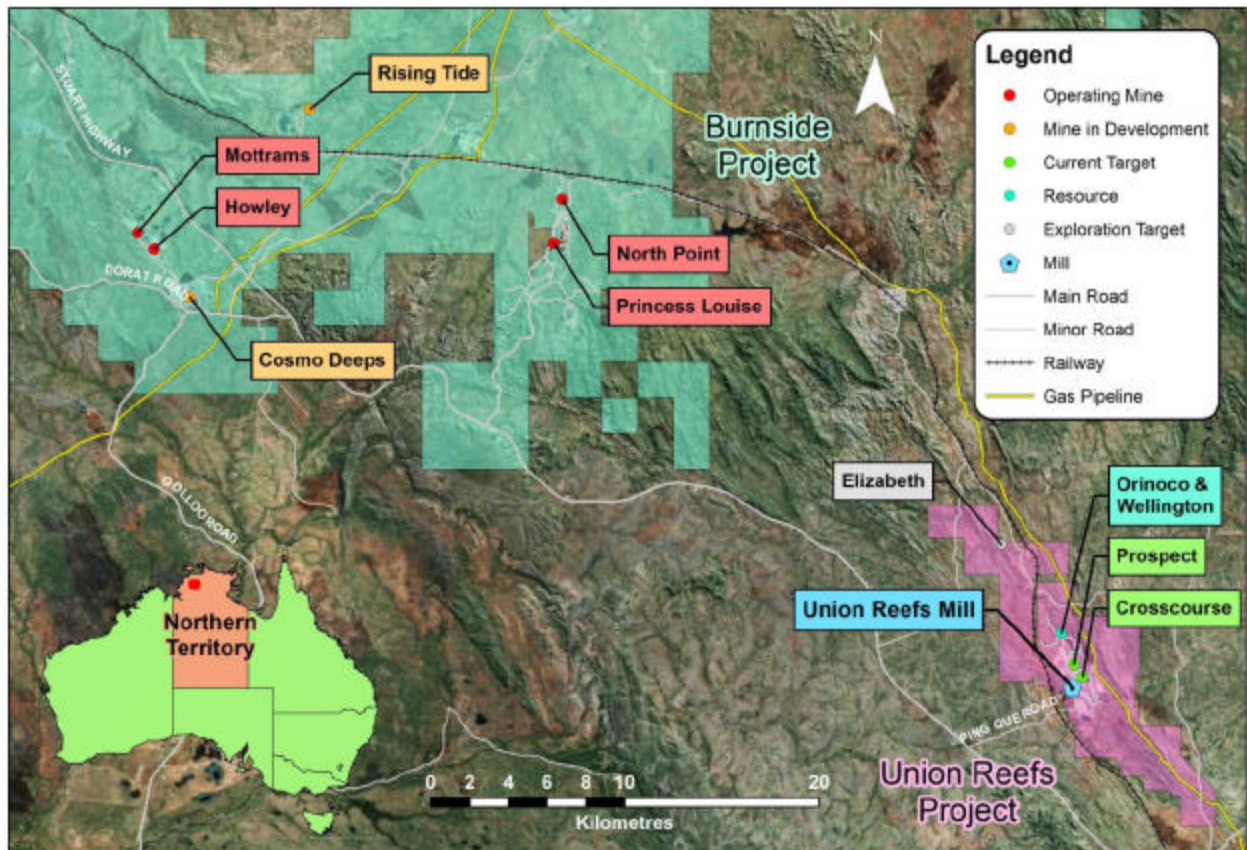 Rising Tide
STUART HIGHWAY
Mottrams
Howley
DORAT ROAD
Cosmo Deeps
North Point
Princess Louise
Burnside
Project
N
Legend
Operating Mine
Mine in Development
Current Target
Resource
Exploration Target
Mill
Main Road
Minor Road
Railway
Gas Pipeline
GOLLOO ROAD
Elizabeth
Orinoco &
Wellington
Prospect
Crosscourse
Union Reefs Mill
PING QUE ROAD
Union Reefs
Project
Northern
Territory
0 2 4 6 8 10 20
Kilometres